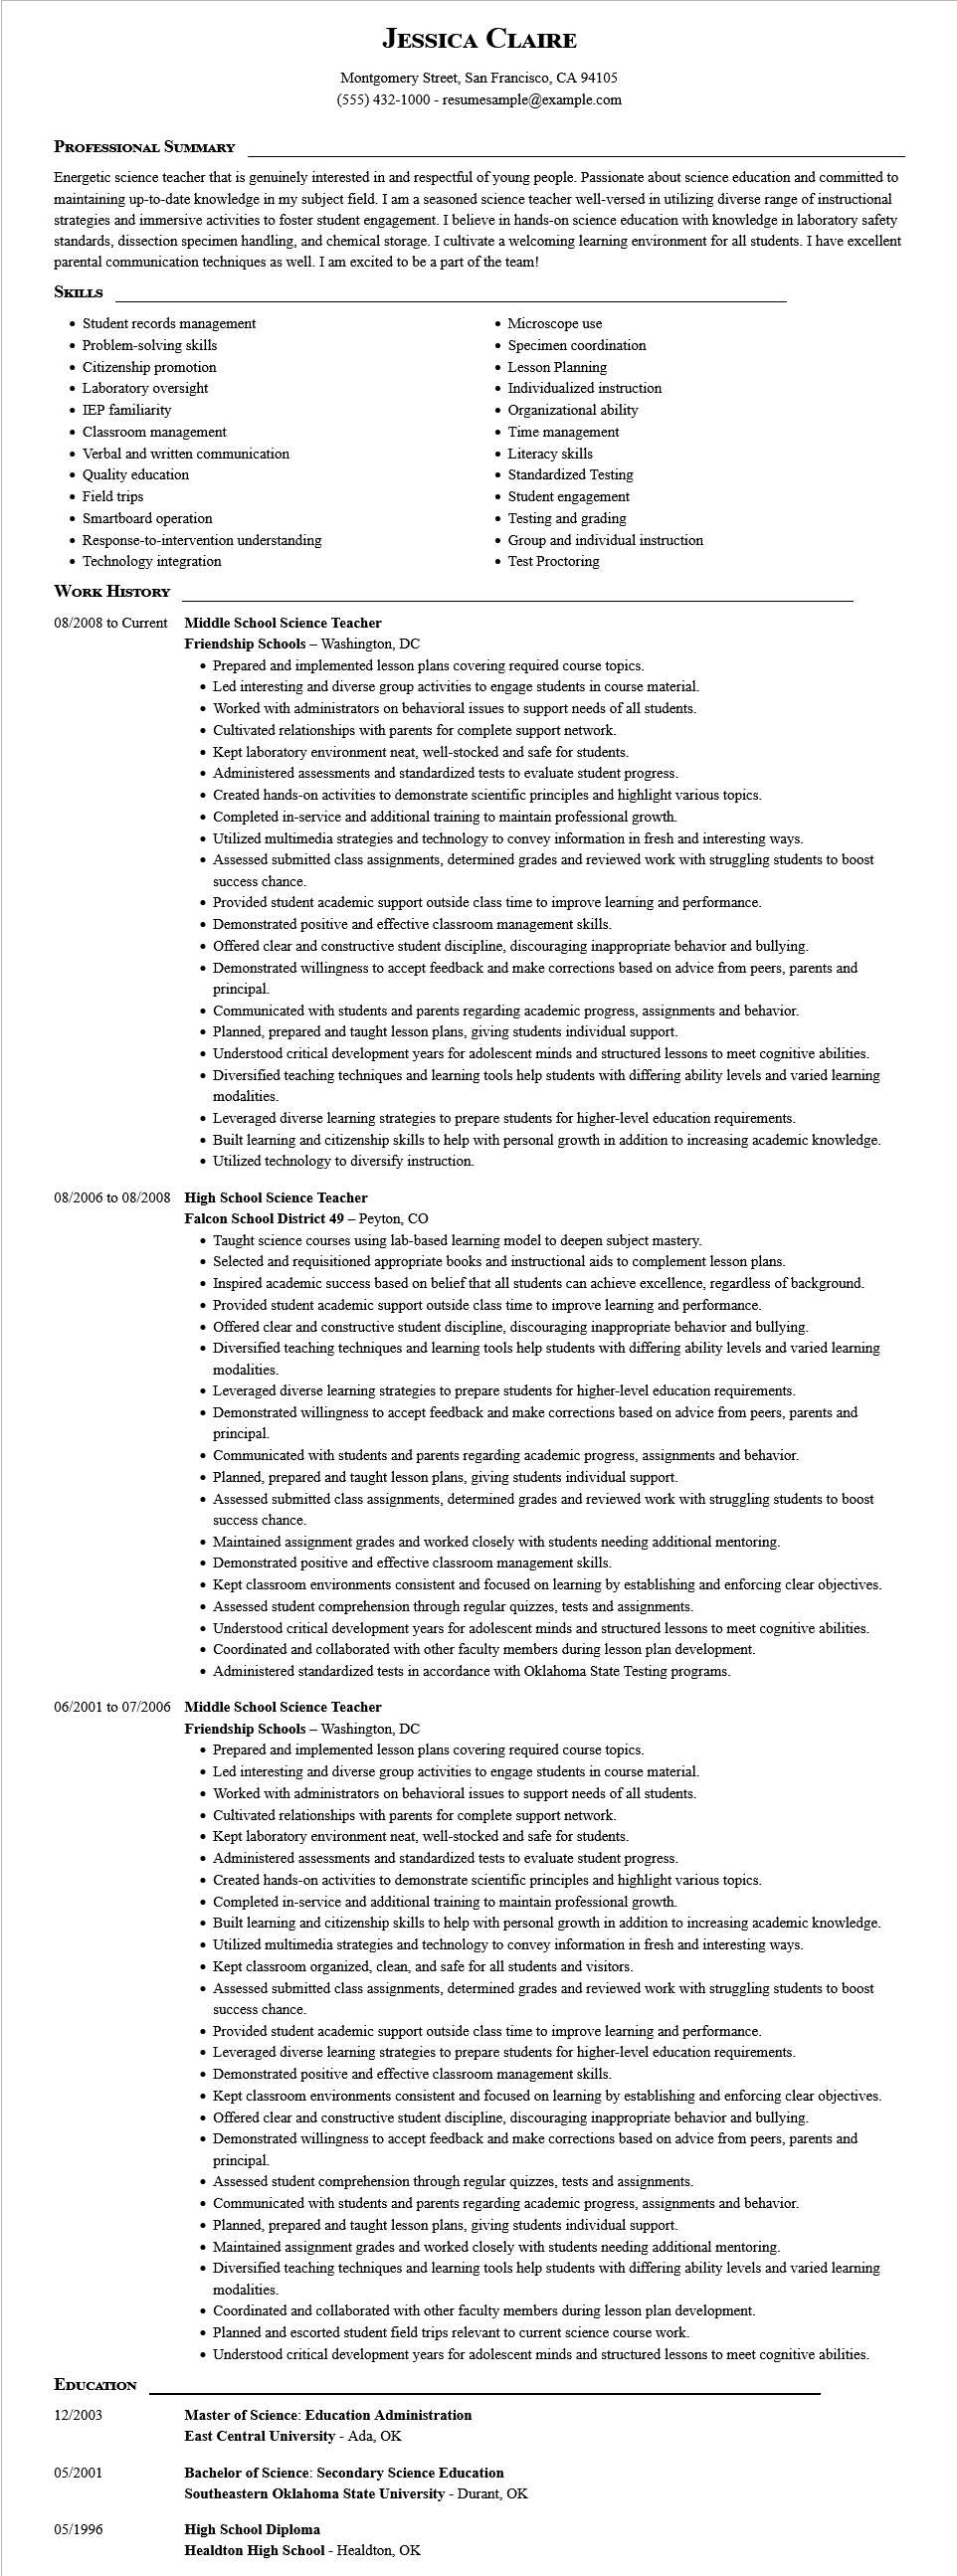 Jessica Claire
Montgomery Street, San Francisco, CA 94105
(555) 432-1000 - resumesample@example.com
Professional Summary
Energetic science teacher that is genuinely interested in and respectful of young people. Passionate about science education and committed to
maintaining up-to-date knowledge in my subject field. I am a seasoned science teacher well-versed in utilizing diverse range of instructional
strategies and immersive activities to foster student engagement. I believe in hands-on science education with knowledge in laboratory safety
standards, dissection specimen handling, and chemical storage. I cultivate a welcoming learning environment for all students. I have excellent
parental communication techniques as well. I am excited to be a part of the team!
Skills
• Student records management
• Problem-solving skills
• Citizenship promotion
• Laboratory oversight
• IEP familiarity
• Classroom management
• Verbal and written communication
• Quality education
• Field trips
• Smartboard operation
• Response-to-intervention understanding
• Technology integration
• Microscope use
• Specimen coordination
• Lesson Planning
• Individualized instruction
• Organizational ability
• Time management
• Literacy skills
• Standardized Testing
• Student engagement
• Testing and grading
• Group and individual instruction
• Test Proctoring
Work History
08/2008 to Current Middle School Science Teacher
Friendship Schools – Washington, DC
• Prepared and implemented lesson plans covering required course topics.
• Led interesting and diverse group activities to engage students in course material.
• Worked with administrators on behavioral issues to support needs of all students.
• Cultivated relationships with parents for complete support network.
• Kept laboratory environment neat, well-stocked and safe for students.
• Administered assessments and standardized tests to evaluate student progress.
• Created hands-on activities to demonstrate scientific principles and highlight various topics.
• Completed in-service and additional training to maintain professional growth.
• Utilized multimedia strategies and technology to convey information in fresh and interesting ways.
• Assessed submitted class assignments, determined grades and reviewed work with struggling students to boost
success chance.
• Provided student academic support outside class time to improve learning and performance.
• Demonstrated positive and effective classroom management skills.
• Offered clear and constructive student discipline, discouraging inappropriate behavior and bullying.
• Demonstrated willingness to accept feedback and make corrections based on advice from peers, parents and
principal.
• Communicated with students and parents regarding academic progress, assignments and behavior.
• Planned, prepared and taught lesson plans, giving students individual support.
• Understood critical development years for adolescent minds and structured lessons to meet cognitive abilities.
• Diversified teaching techniques and learning tools help students with differing ability levels and varied learning
modalities.
• Leveraged diverse learning strategies to prepare students for higher-level education requirements.
• Built learning and citizenship skills to help with personal growth in addition to increasing academic knowledge.
• Utilized technology to diversify instruction.
08/2006 to 08/2008 High School Science Teacher
Falcon School District 49 – Peyton, CO
• Taught science courses using lab-based learning model to deepen subject mastery.
• Selected and requisitioned appropriate books and instructional aids to complement lesson plans.
• Inspired academic success based on belief that all students can achieve excellence, regardless of background.
• Provided student academic support outside class time to improve learning and performance.
• Offered clear and constructive student discipline, discouraging inappropriate behavior and bullying.
• Diversified teaching techniques and learning tools help students with differing ability levels and varied learning
modalities.
• Leveraged diverse learning strategies to prepare students for higher-level education requirements.
• Demonstrated willingness to accept feedback and make corrections based on advice from peers, parents and
principal.
• Communicated with students and parents regarding academic progress, assignments and behavior.
• Planned, prepared and taught lesson plans, giving students individual support.
• Assessed submitted class assignments, determined grades and reviewed work with struggling students to boost
success chance.
• Maintained assignment grades and worked closely with students needing additional mentoring.
• Demonstrated positive and effective classroom management skills.
• Kept classroom environments consistent and focused on learning by establishing and enforcing clear objectives.
• Assessed student comprehension through regular quizzes, tests and assignments.
• Understood critical development years for adolescent minds and structured lessons to meet cognitive abilities.
• Coordinated and collaborated with other faculty members during lesson plan development.
• Administered standardized tests in accordance with Oklahoma State Testing programs.
06/2001 to 07/2006 Middle School Science Teacher
Friendship Schools – Washington, DC
• Prepared and implemented lesson plans covering required course topics.
• Led interesting and diverse group activities to engage students in course material.
• Worked with administrators on behavioral issues to support needs of all students.
• Cultivated relationships with parents for complete support network.
• Kept laboratory environment neat, well-stocked and safe for students.
• Administered assessments and standardized tests to evaluate student progress.
• Created hands-on activities to demonstrate scientific principles and highlight various topics.
• Completed in-service and additional training to maintain professional growth.
• Built learning and citizenship skills to help with personal growth in addition to increasing academic knowledge.
• Utilized multimedia strategies and technology to convey information in fresh and interesting ways.
• Kept classroom organized, clean, and safe for all students and visitors.
• Assessed submitted class assignments, determined grades and reviewed work with struggling students to boost
success chance.
• Provided student academic support outside class time to improve learning and performance.
• Leveraged diverse learning strategies to prepare students for higher-level education requirements.
• Demonstrated positive and effective classroom management skills.
• Kept classroom environments consistent and focused on learning by establishing and enforcing clear objectives.
• Offered clear and constructive student discipline, discouraging inappropriate behavior and bullying.
• Demonstrated willingness to accept feedback and make corrections based on advice from peers, parents and
principal.
• Assessed student comprehension through regular quizzes, tests and assignments.
• Communicated with students and parents regarding academic progress, assignments and behavior.
• Planned, prepared and taught lesson plans, giving students individual support.
• Maintained assignment grades and worked closely with students needing additional mentoring.
• Diversified teaching techniques and learning tools help students with differing ability levels and varied learning
modalities.
• Coordinated and collaborated with other faculty members during lesson plan development.
• Planned and escorted student field trips relevant to current science course work.
• Understood critical development years for adolescent minds and structured lessons to meet cognitive abilities.
Education
12/2003 Master of Science: Education Administration
East Central University - Ada, OK
05/2001 Bachelor of Science: Secondary Science Education
Southeastern Oklahoma State University - Durant, OK
05/1996 High School Diploma
Healdton High School - Healdton, OK